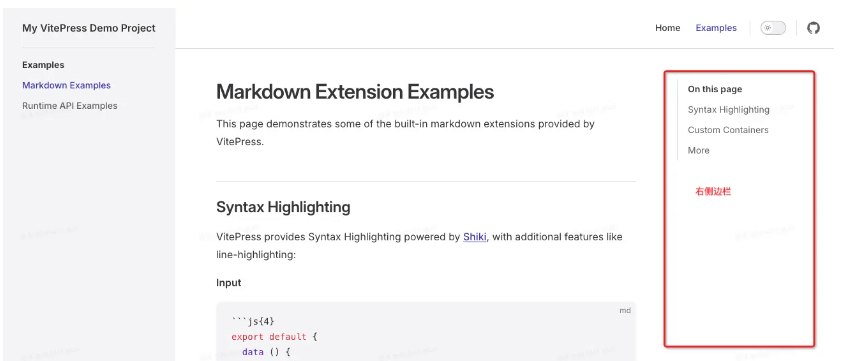 My VitePress Demo Project
Home
Examples
Examples
Markdown Examples
Runtime API Examples
Markdown Extension Examples
This page demonstrates some of the built-in markdown extensions provided by
VitePress.
Syntax Highlighting
VitePress provides Syntax Highlighting powered by Shiki, with additional features like
line-highlighting:
Input
md
```js{4}
export default {
data () {
On this page
Syntax Highlighting
Custom Containers
More
右侧边栏